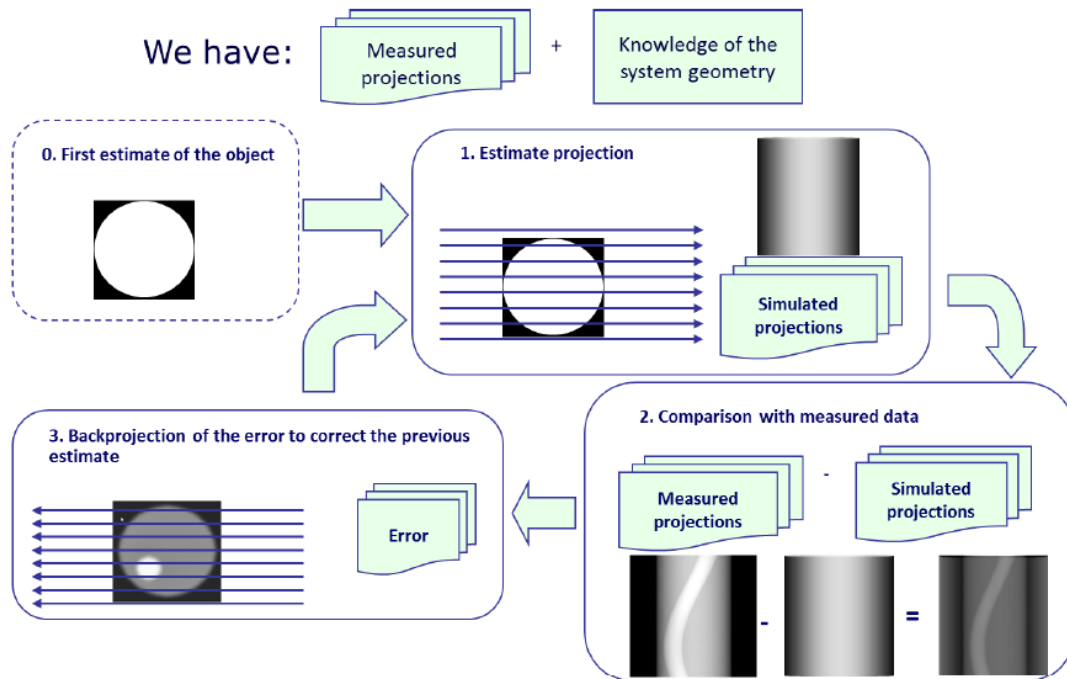 We have:
Measured
projections
+
Knowledge of the
system geometry
0. First estimate of the object
1. Estimate projection
Simulated
projections
2. Comparison with measured data
Measured
projections
-
Simulated
projections
-
=
3. Backprojection of the error to correct the previous
estimate
Error